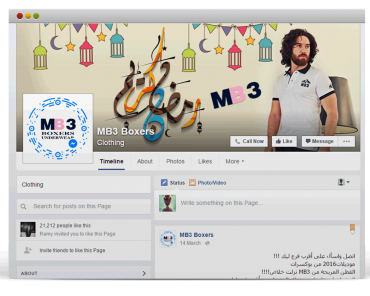 رمضان كريم
MB3
MB3
BOXERS
UNDERWEAR
MB3 Boxers
Clothing
Call Now
Like
Message
Timeline
About
Photos
Likes
More
Clothing
Search for posts on this Page
21,212 people like this
Ramy invited you to like this Page
Invite friends to like this Page
ABOUT
Status
Photo/Video
Write something on this Page...
MB3 Boxers
14 March
اتصل واسأل على أقرب فرع ليك !!!
موديلات2016 من بوكسرات
القطن المريحة من MB3 نزلت خلاص!!!!